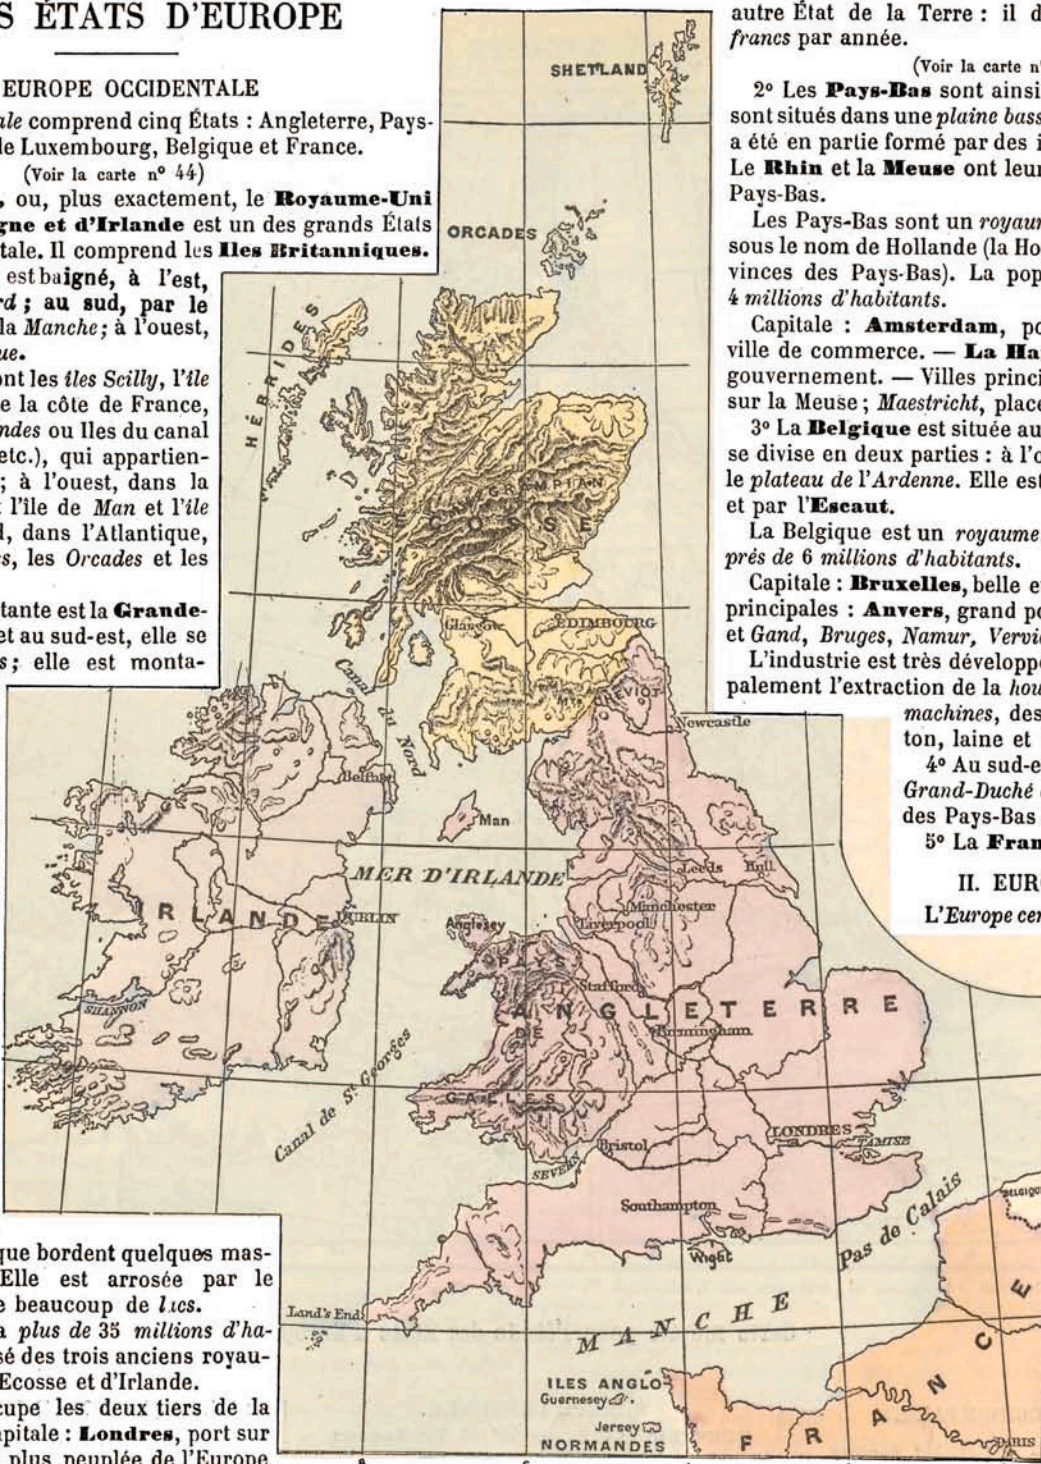 S ÉTATS D'EUROPE
EUROPE OCCIDENTALE
ale comprend cinq États : Angleterre, Pays-
le Luxembourg, Belgique et France.
(Voir la carte nº 44)
, ou, plus exactement, le Royaume-Uni
gne et d'Irlande est un des grands États
tale. Il comprend les Iles Britanniques.
est baigné, à l'est,
rd ; au sud, par le
la Manche ; à l'ouest,
ue.
ont les îles Scilly, l'île
e la côte de France,
ndes ou Iles du canal
etc.), qui appartien-
; à l'ouest, dans la
l'île de Man et l'île
l, dans l'Atlantique,
s, les Orcades et les
tante est la Grande-
et au sud-est, elle se
s ; elle est monta-
que bordent quelques mas-
Elle est arrosée par le
e beaucoup de lacs.
a plus de 35 millions d'ha-
sé des trois anciens royau-
Ecosse et d'Irlande.
cupe les deux tiers de la
apitale : Londres, port sur
plus peuplée de l'Europe
SHETLAND
ORCADES
HÉBRIDES
GRAMPIAN
ECOSSE
Glasgow
EDIMBOURG
CHEVIOT
Canal du Nord
Newcastle
Belfast
Man
MER D'IRLANDE
Leeds
Hull
Manchester
IRLANDE
DUBLIN
Anglesey
Liverpool
PAYS
Stafford
SHANNON
ANGLETERRE
DE
Birmingham
Canal de St Georges
GALLES
LONDRES
TAMISE
Bristol
SEVERN
Southampton
Pas de Calais
BELGIQUE
Wight
Land's End
MANCHE
ILES ANGLO-
Guernesey
Jersey
NORMANDES
FRANCE
PARIS
autre État de la Terre : il d
francs par année.
(Voir la carte n
2º Les Pays-Bas sont ainsi
sont situés dans une plaine bass
a été en partie formé par des i
Le Rhin et la Meuse ont leur
Pays-Bas.
Les Pays-Bas sont un royaum
sous le nom de Hollande (la Ho
vinces des Pays-Bas). La pop
4 millions d'habitants.
Capitale : Amsterdam, po
ville de commerce. — La Ha
gouvernement. — Villes princi
sur la Meuse ; Maestricht, place
3º La Belgique est située au
se divise en deux parties : à l'o
le plateau de l'Ardenne. Elle est
et par l'Escaut.
La Belgique est un royaume
prés de 6 millions d'habitants.
Capitale : Bruxelles, belle e
principales : Anvers, grand po
et Gand, Bruges, Namur, Vervi
L'industrie est très développé
palement l'extraction de la hou
machines, des
ton, laine et
4º Au sud-e
Grand-Duché
des Pays-Bas
5º La Fran
II. EUR
L'Europe cen